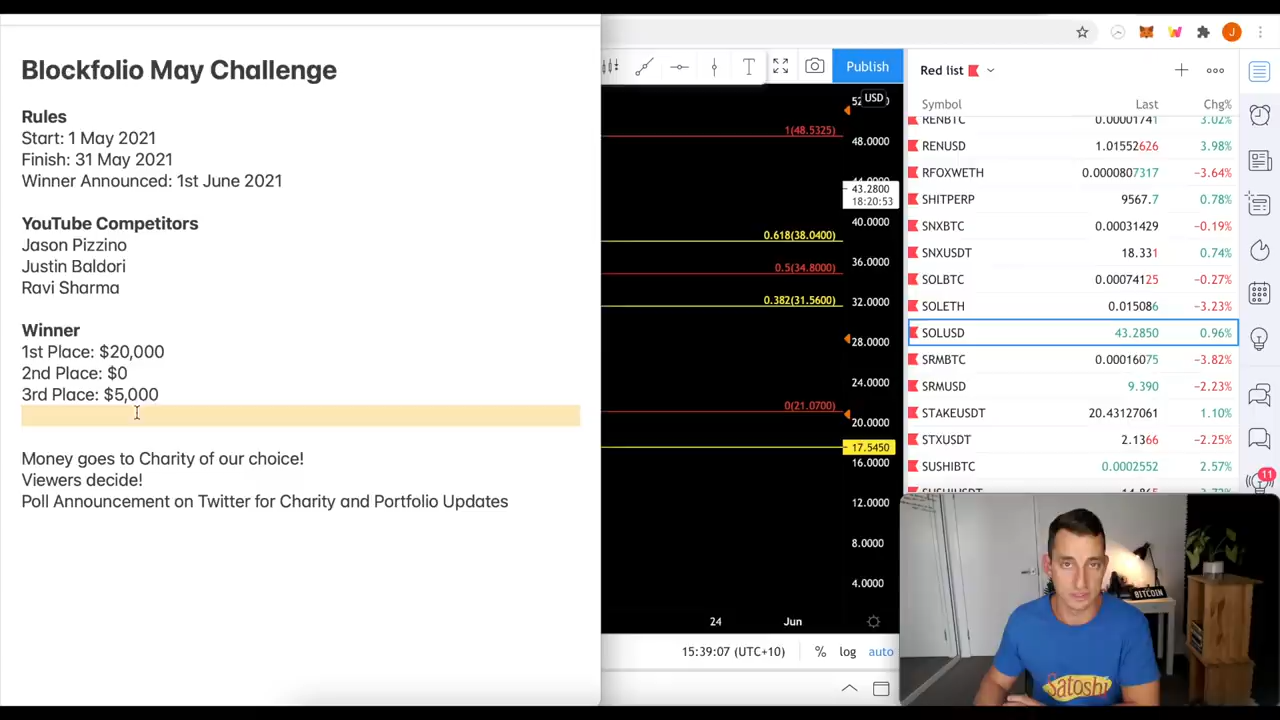 Blockfolio May Challenge
Rules
Start: 1 May 2021
Finish: 31 May 2021
Winner Announced: 1st June 2021
YouTube Competitors
Jason Pizzino
Justin Baldori
Ravi Sharma
Winner
1st Place: $20,000
2nd Place: $0
3rd Place: $5,000
Money goes to Charity of our choice!
Viewers decide!
Poll Announcement on Twitter for Charity and Portfolio Updates
T
Publish
USD
1(48.5325)
48.0000
43.2800
18:20:53
40.0000
0.618(38.0400)
36.0000
0.5(34.8000)
0.382(31.5600)
32.0000
28.0000
24.0000
0(21.0700)
20.0000
17.5450
16.0000
12.0000
8.0000
4.0000
24 Jun
15:39:07 (UTC+10) % log auto
J
Red list
Symbol Last Chg%
RENBTC 0.00001741 3.02%
RENUSD 1.01552626 3.98%
RFOXWETH 0.0000807317 −3.64%
SHITPERP 9567.7 0.78%
SNXBTC 0.00031429 −0.19%
SNXUSDT 18.331 0.74%
SOLBTC 0.00074125 −0.27%
SOLETH 0.015086 −3.23%
SOLUSD 43.2850 0.96%
SRMBTC 0.00016075 −3.82%
SRMUSD 9.390 −2.23%
STAKEUSDT 20.43127061 1.10%
STXUSDT 2.1366 −2.25%
SUSHIBTC 0.0002552 2.57%
11
BITCOIN
Satoshi